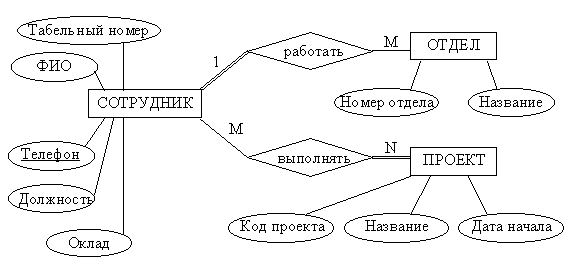 Табельный номер
ФИО
СОТРУДНИК
Телефон
Должность
Оклад
1
работать
М
ОТДЕЛ
Номер отдела
Название
М
выполнять
N
ПРОЕКТ
Код проекта
Название
Дата начала